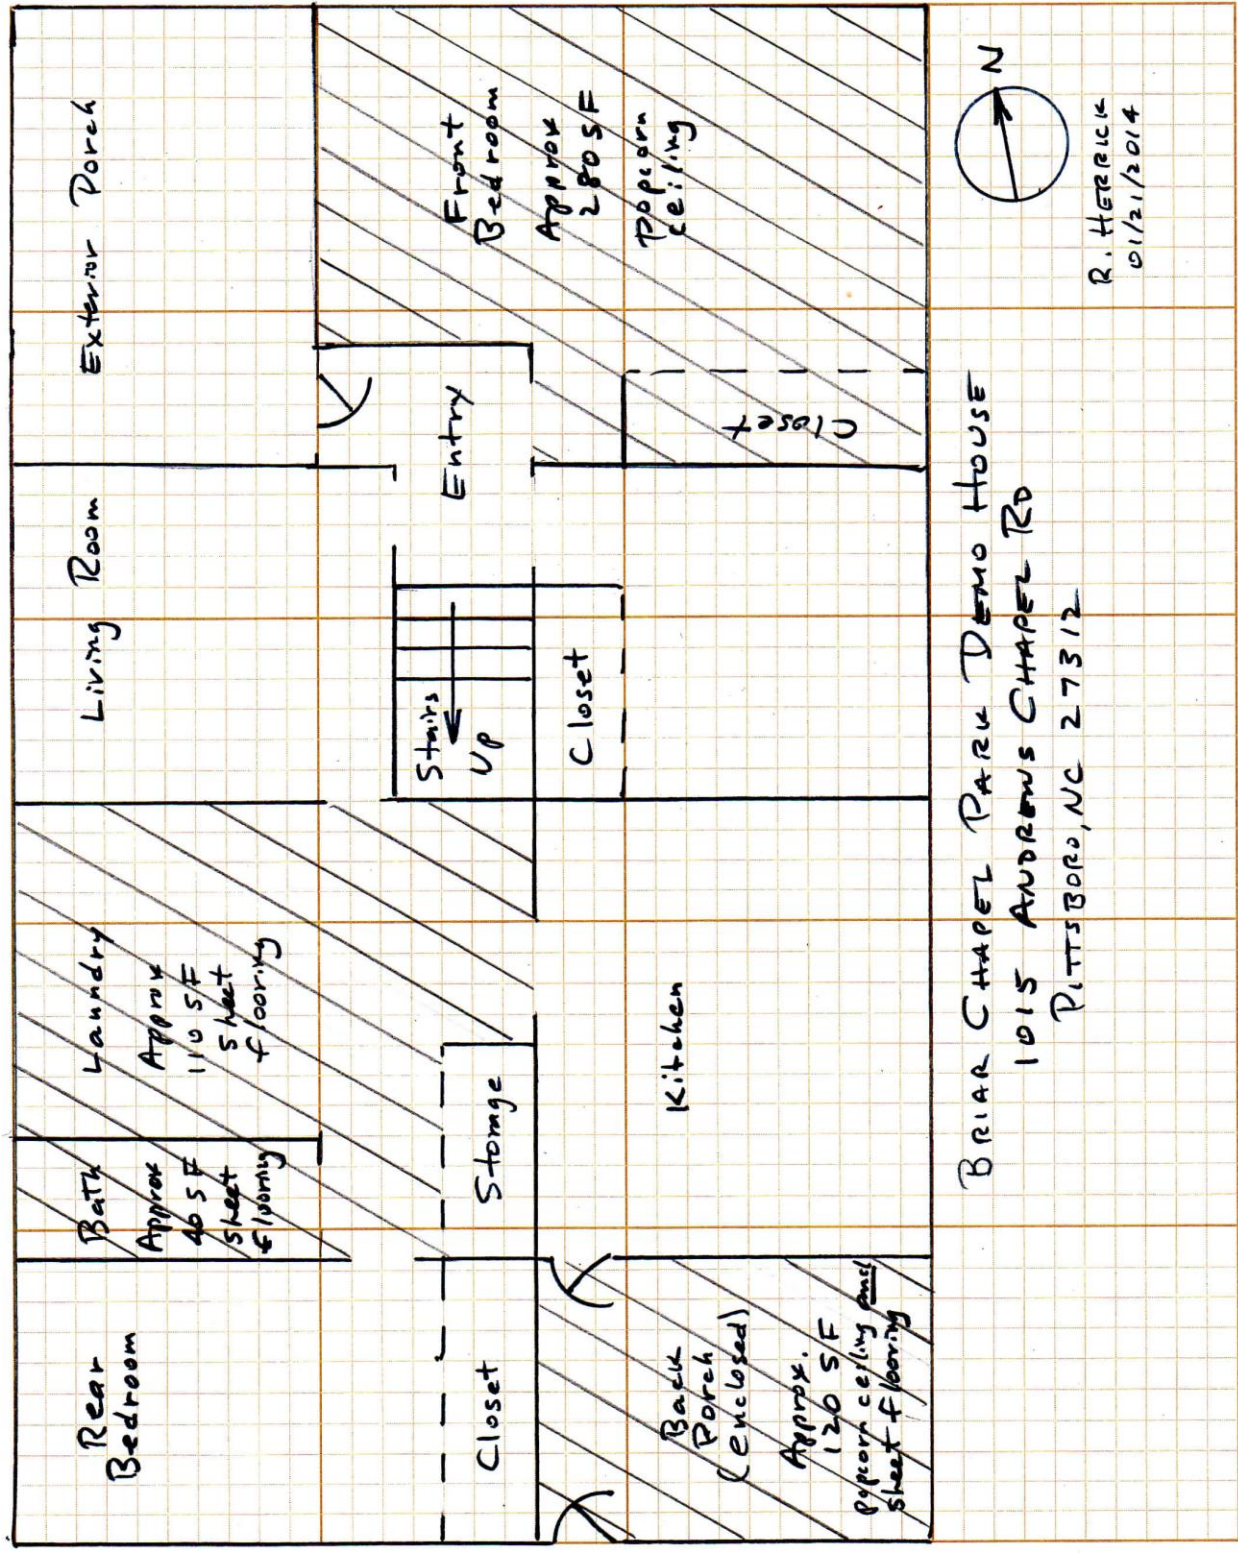 Rear
Bedroom
Bath
Approx
40 SF
sheet
flooring
Laundry
Approx
110 SF
sheet
flooring
Living Room
Exterior Porch
Closet
Storage
Stairs
Up
Closet
Entry
Front
Bedroom
Approx
280 SF
popcorn
ceiling
Closet
Kitchen
Back
Porch
(enclosed)
Approx.
120 SF
popcorn ceiling and
sheet flooring
BRIAR CHAPEL PARK DEMO HOUSE
1015 ANDREWS CHAPEL RD
PITTSBORO, NC 27312
N
R. HERRICK
01/21/2014